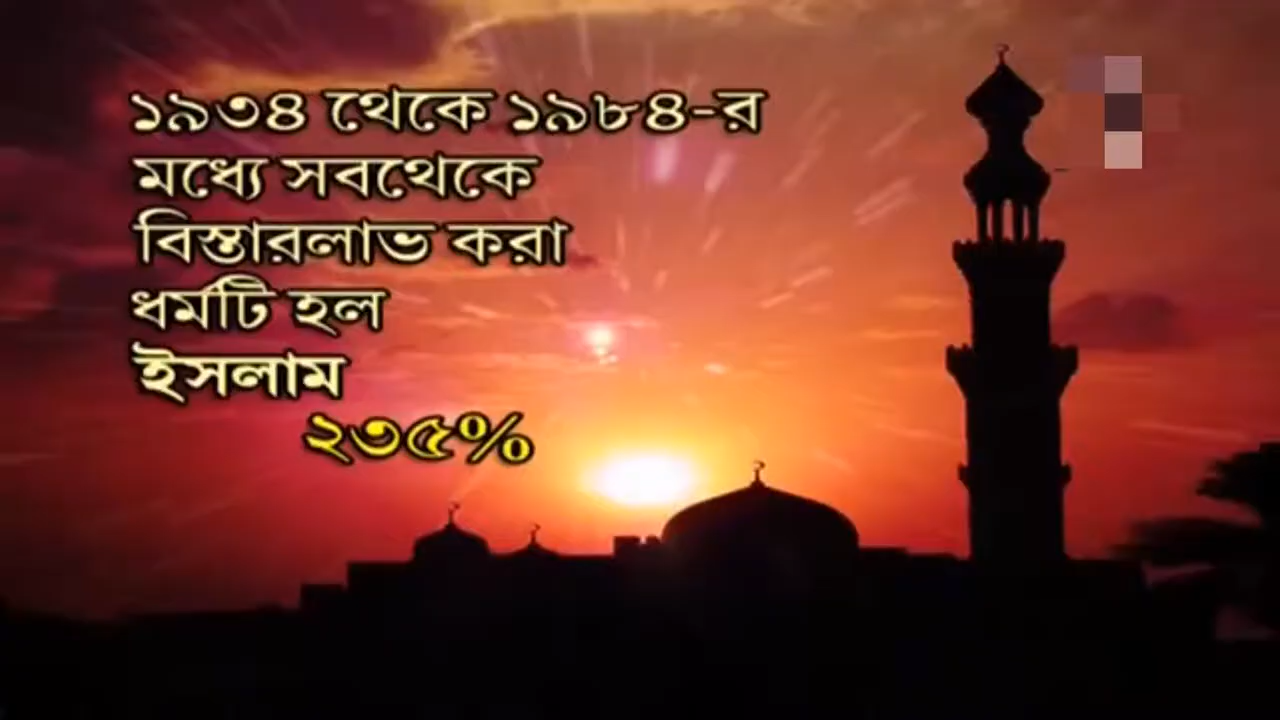 ১৯৩৪ থেকে ১৯৮৪-র
মধ্যে সবথেকে
বিস্তারলাভ করা
ধর্মটি হল
ইসলাম
২৩৫%